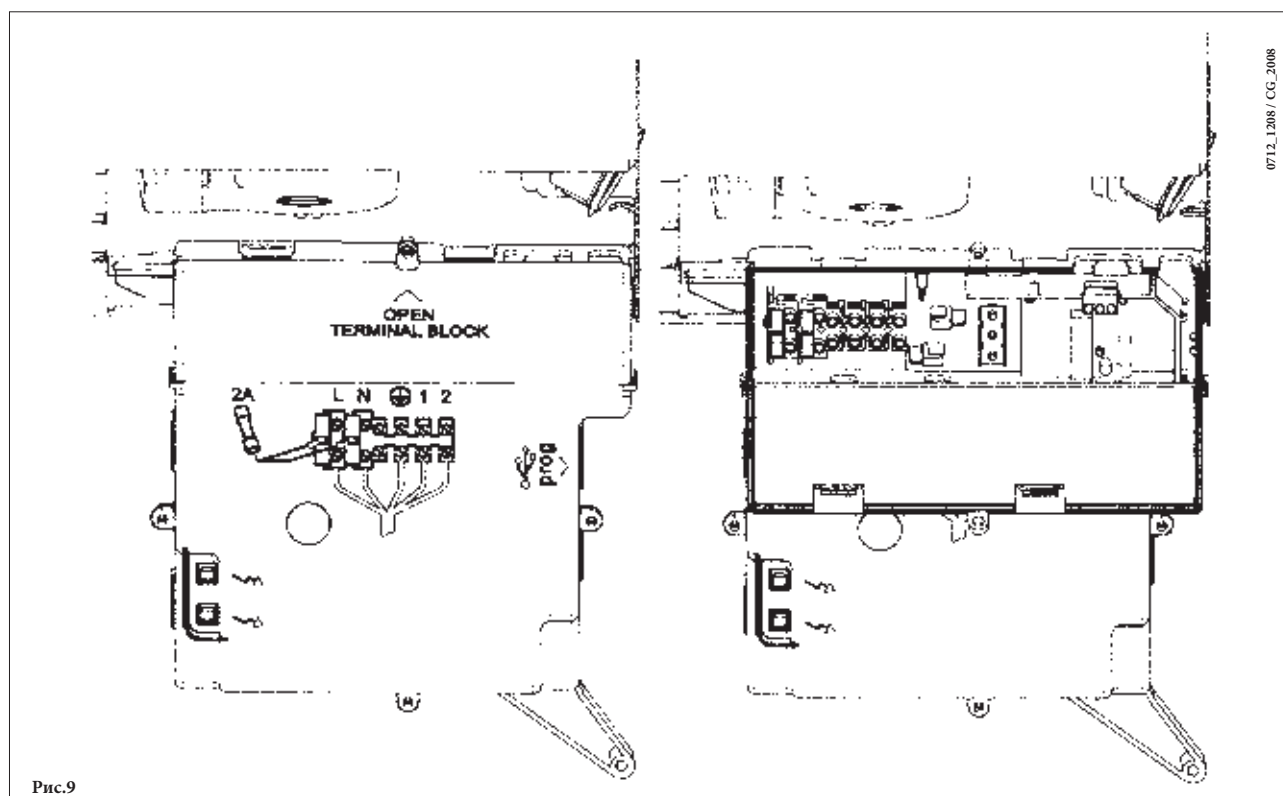 0712_1208 / CG_2008
OPEN
TERMINAL BLOCK
2A
L N 1 2
prog
Рис.9